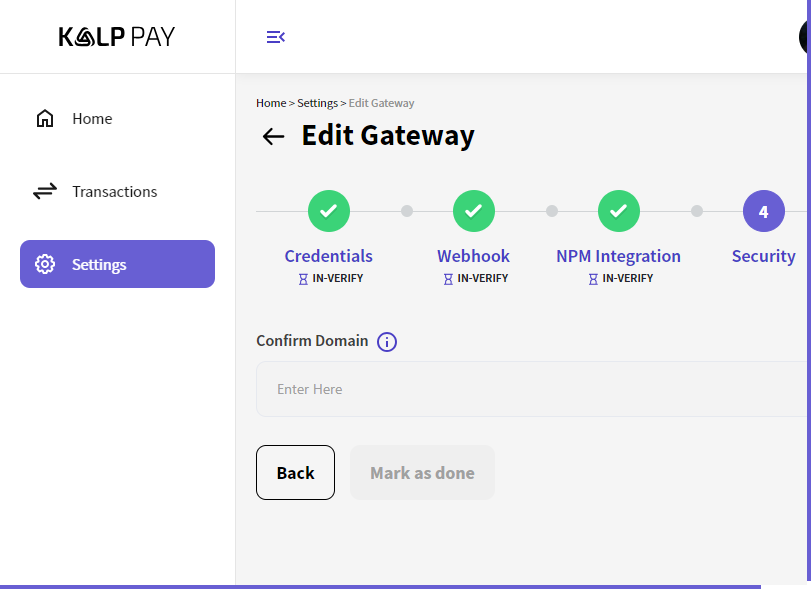 KALP PAY
Home
Transactions
Settings
Home > Settings > Edit Gateway
Edit Gateway
4
Credentials
Webhook
NPM Integration
Security
IN-VERIFY
IN-VERIFY
IN-VERIFY
Confirm Domain
Enter Here
Back
Mark as done